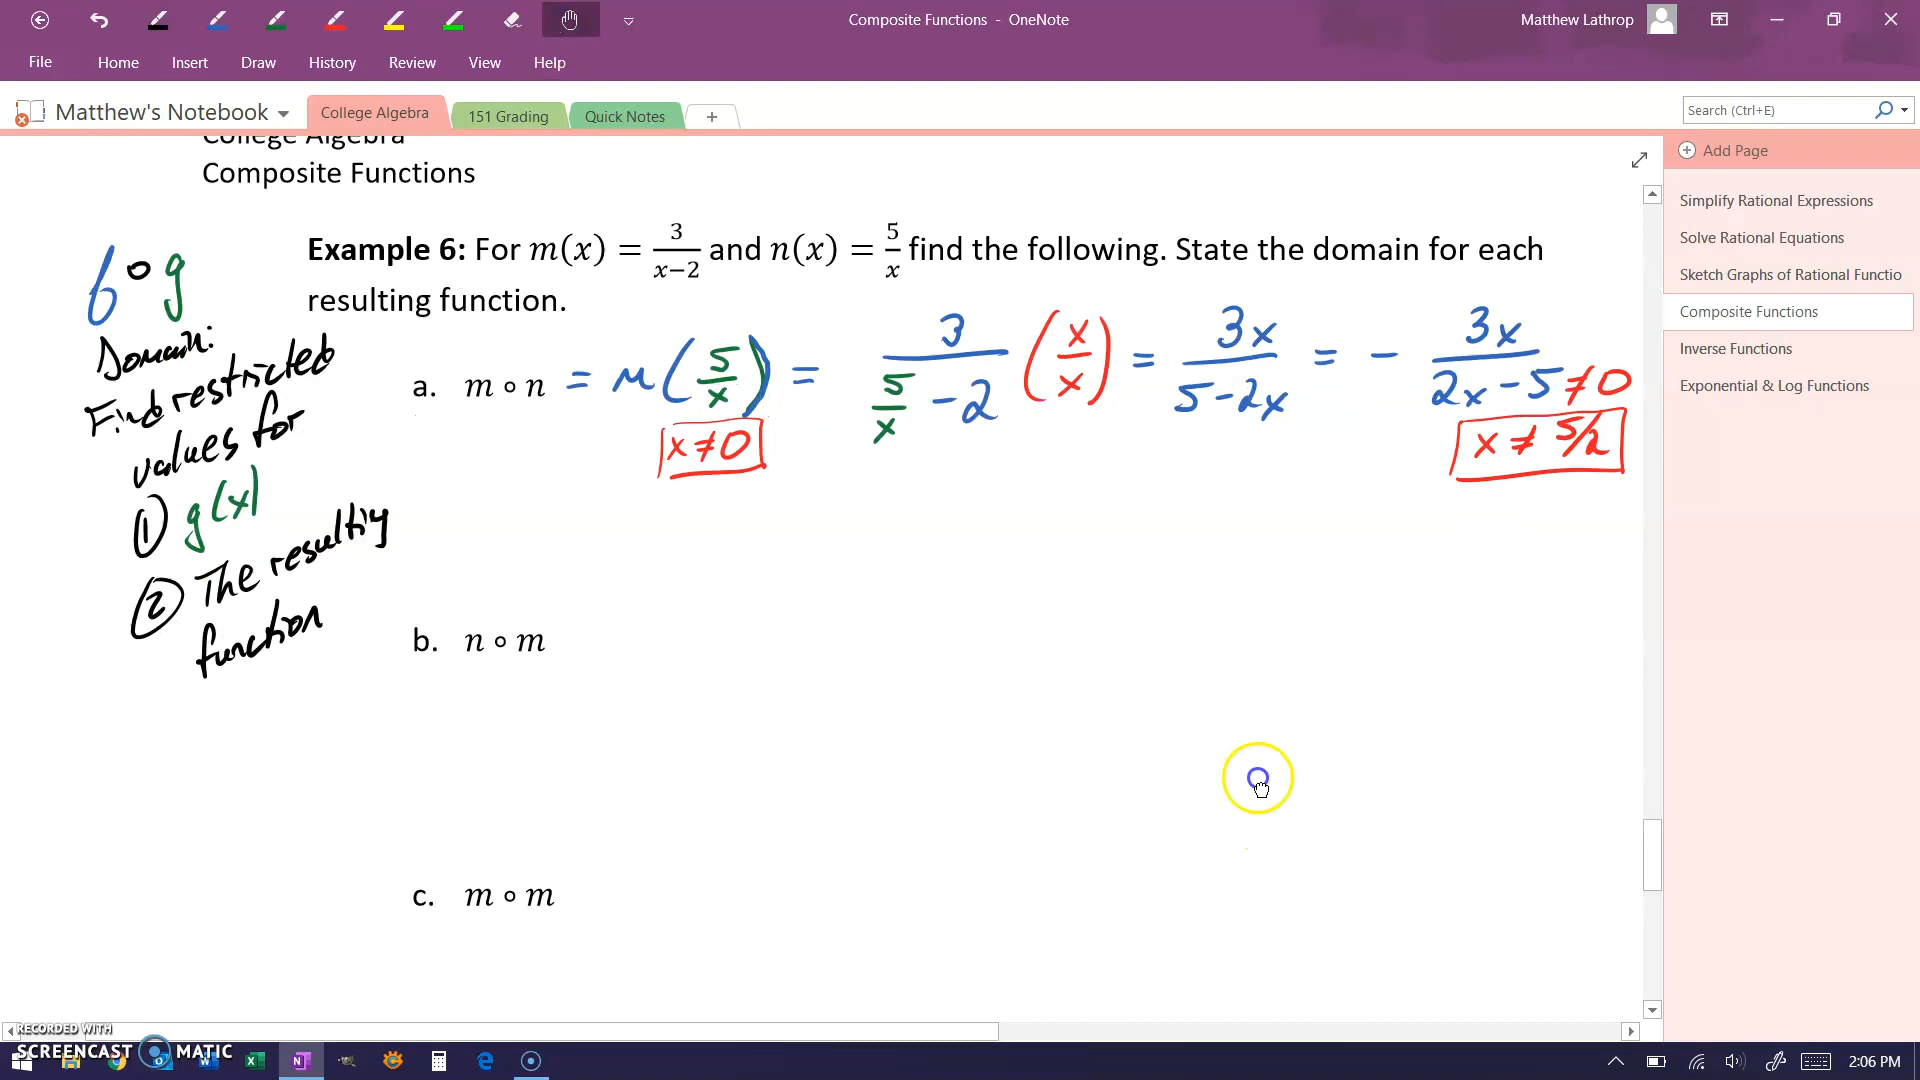 Composite Functions - OneNote
Matthew Lathrop
File Home Insert Draw History Review View Help
Matthew's Notebook College Algebra 151 Grading Quick Notes +
Search (Ctrl+E)
College Algebra
Composite Functions
Add Page
Simplify Rational Expressions
Solve Rational Equations
Sketch Graphs of Rational Functio
Composite Functions
Inverse Functions
Exponential & Log Functions
Example 6: For m(x) = 3/(x−2) and n(x) = 5/x find the following. State the domain for each
resulting function.
f ∘ g
Domain:
Find restricted
values for
① g(x)
② The resulting
function
a. m ∘ n = m(5/x) = 3/(5/x − 2) (x/x) = 3x/(5−2x) = − 3x/(2x−5) ≠0
x≠0
x ≠ 5/2
b. n ∘ m
c. m ∘ m
RECORDED WITH
SCREENCAST MATIC
2:06 PM